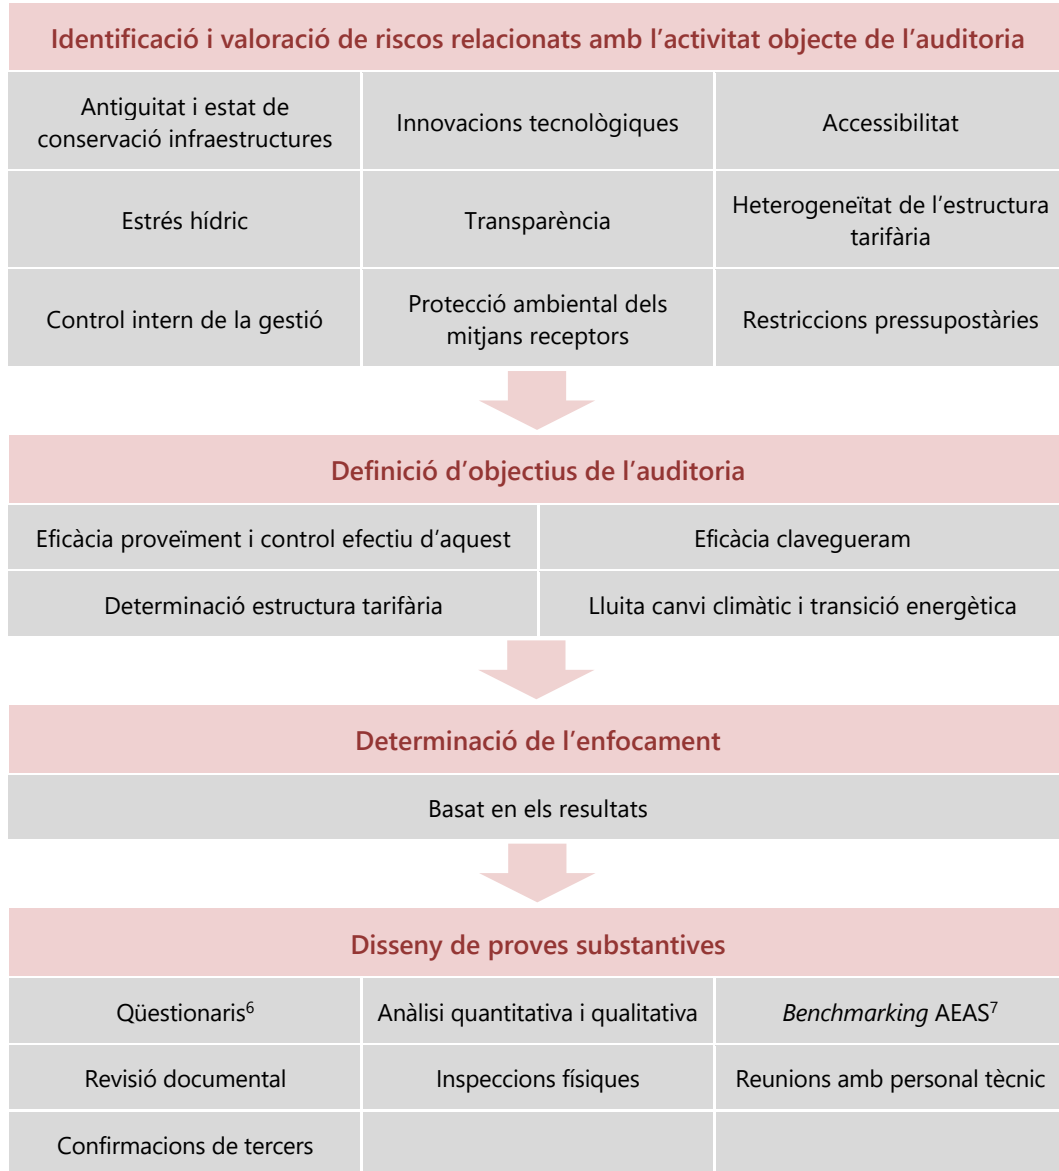 Identificació i valoració de riscos relacionats amb l’activitat objecte de l’auditoria
Antiguitat i estat de
conservació infraestructures
Innovacions tecnològiques
Accessibilitat
Estrés hídric
Transparència
Heterogeneïtat de l’estructura
tarifària
Control intern de la gestió
Protecció ambiental dels
mitjans receptors
Restriccions pressupostàries
Definició d’objectius de l’auditoria
Eficàcia proveïment i control efectiu d’aquest
Eficàcia clavegueram
Determinació estructura tarifària
Lluita canvi climàtic i transició energètica
Determinació de l’enfocament
Basat en els resultats
Disseny de proves substantives
Qüestionaris⁶
Anàlisi quantitativa i qualitativa
Benchmarking AEAS⁷
Revisió documental
Inspeccions físiques
Reunions amb personal tècnic
Confirmacions de tercers